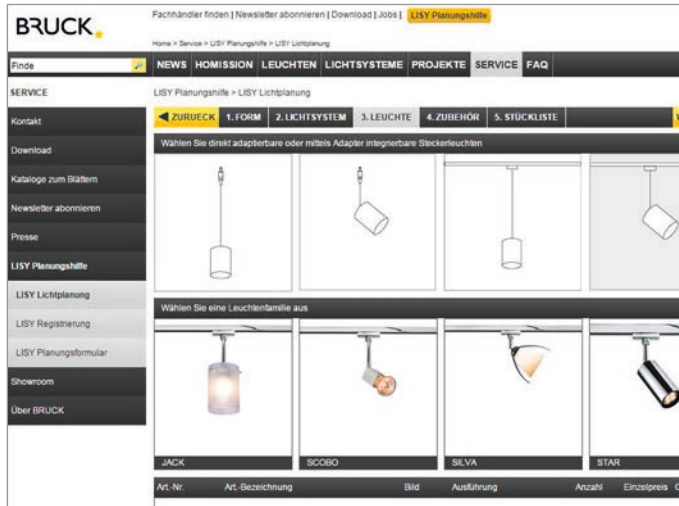 BRUCK.
Fachhändler finden | Newsletter abonnieren | Download | Jobs | LISY Planungshilfe
Home > Service > LISY Planungshilfe > LISY Lichtplanung
Finde
NEWS HOMISSION LEUCHTEN LICHTSYSTEME PROJEKTE SERVICE FAQ
SERVICE
Kontakt
Download
Kataloge zum Blättern
Newsletter abonnieren
Presse
LISY Planungshilfe
LISY Lichtplanung
LISY Registrierung
LISY Planungsformular
Showroom
Über BRUCK
LISY Planungshilfe > LISY Lichtplanung
ZURUECK 1. FORM 2. LICHTSYSTEM 3. LEUCHTE 4. ZUBEHÖR 5. STÜCKLISTE
Wählen Sie direkt adaptierbare oder mittels Adapter integrierbare Steckerleuchten
Wählen Sie eine Leuchtenfamilie aus
JACK SCOBO SILVA STAR
Art.-Nr. Art.-Bezeichnung Bild Ausführung Anzahl Einzelpreis